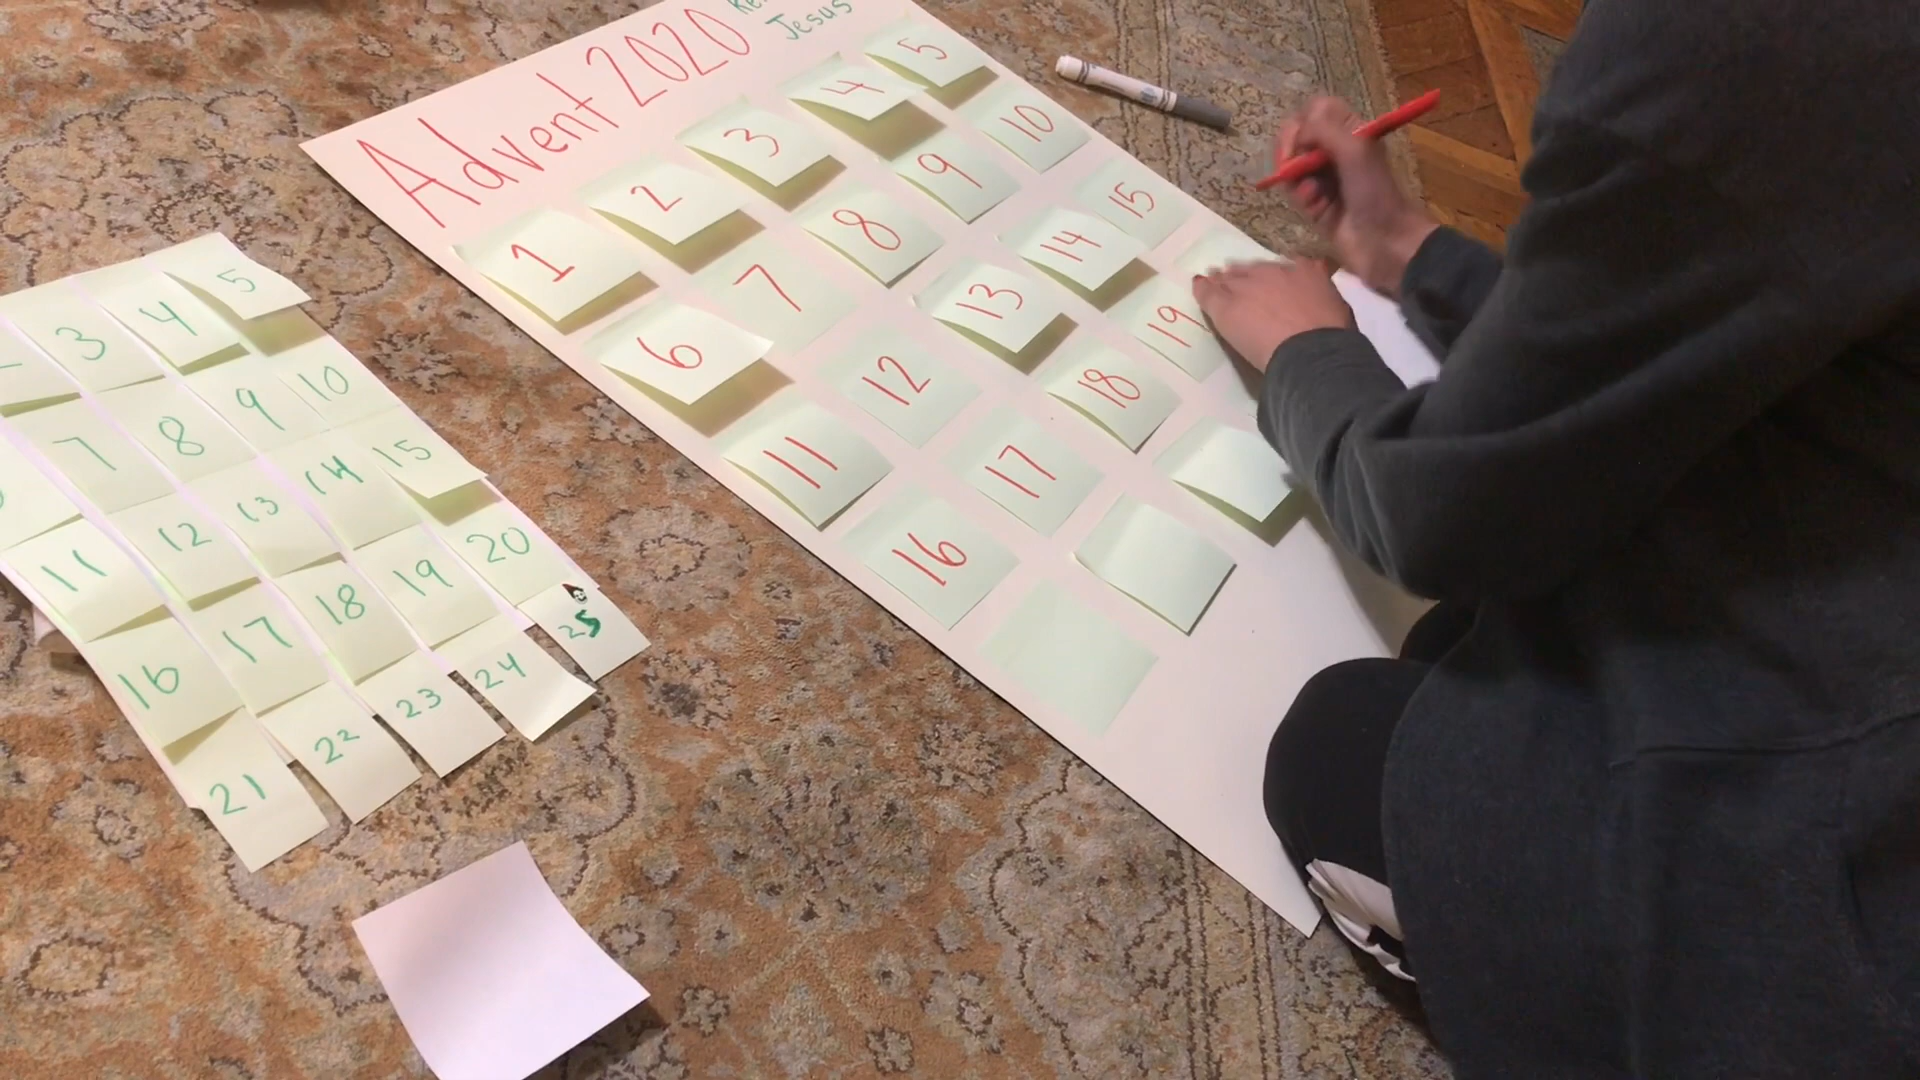 Advent 2020
Jesus
1 2 3 4 5
6 7 8 9 10
11 12 13 14 15
16 17 18 19
3 4 5
7 8 9 10
11 12 13 14 15
16 17 18 19 20
21 22 23 24 25